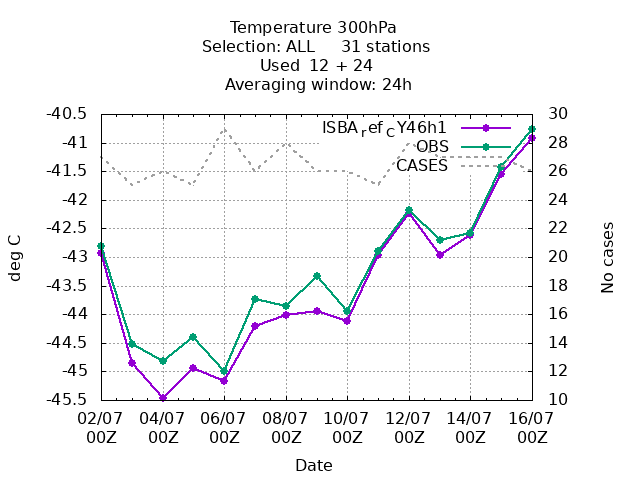 Temperature 300hPa
Selection: ALL 31 stations
Used 12 + 24
Averaging window: 24h
ISBA_ref_CY46h1
OBS
CASES
-40.5
-41
-41.5
-42
-42.5
-43
-43.5
-44
-44.5
-45
-45.5
deg C
30
28
26
24
22
20
18
16
14
12
10
No cases
02/07 04/07 06/07 08/07 10/07 12/07 14/07 16/07
00Z 00Z 00Z 00Z 00Z 00Z 00Z 00Z
Date